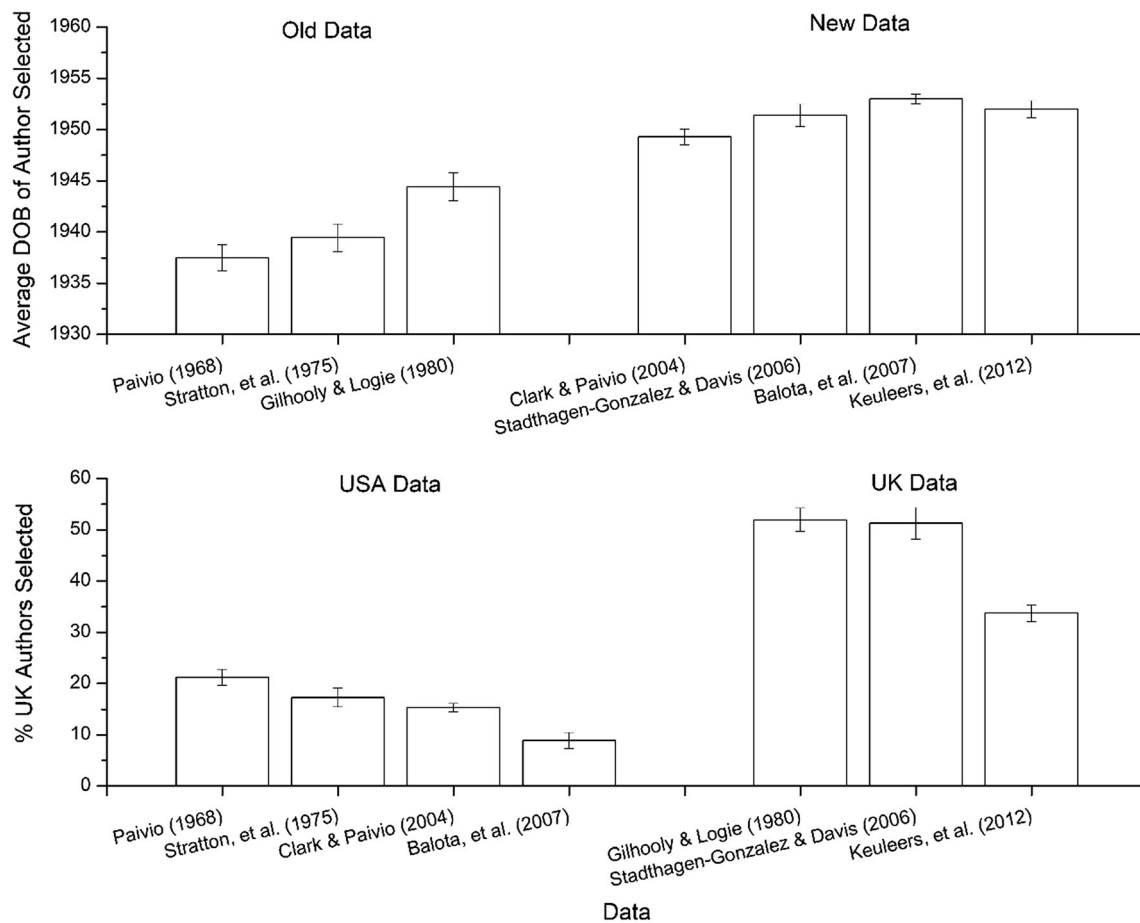 Old Data
New Data
Average DOB of Author Selected
1960
1955
1950
1945
1940
1935
1930
Paivio (1968)
Stratton, et al. (1975)
Gilhooly & Logie (1980)
Clark & Paivio (2004)
Stadthagen-Gonzalez & Davis (2006)
Balota, et al. (2007)
Keuleers, et al. (2012)
USA Data
UK Data
% UK Authors Selected
60
50
40
30
20
10
0
Paivio (1968)
Stratton, et al. (1975)
Clark & Paivio (2004)
Balota, et al. (2007)
Gilhooly & Logie (1980)
Stadthagen-Gonzalez & Davis (2006)
Keuleers, et al. (2012)
Data